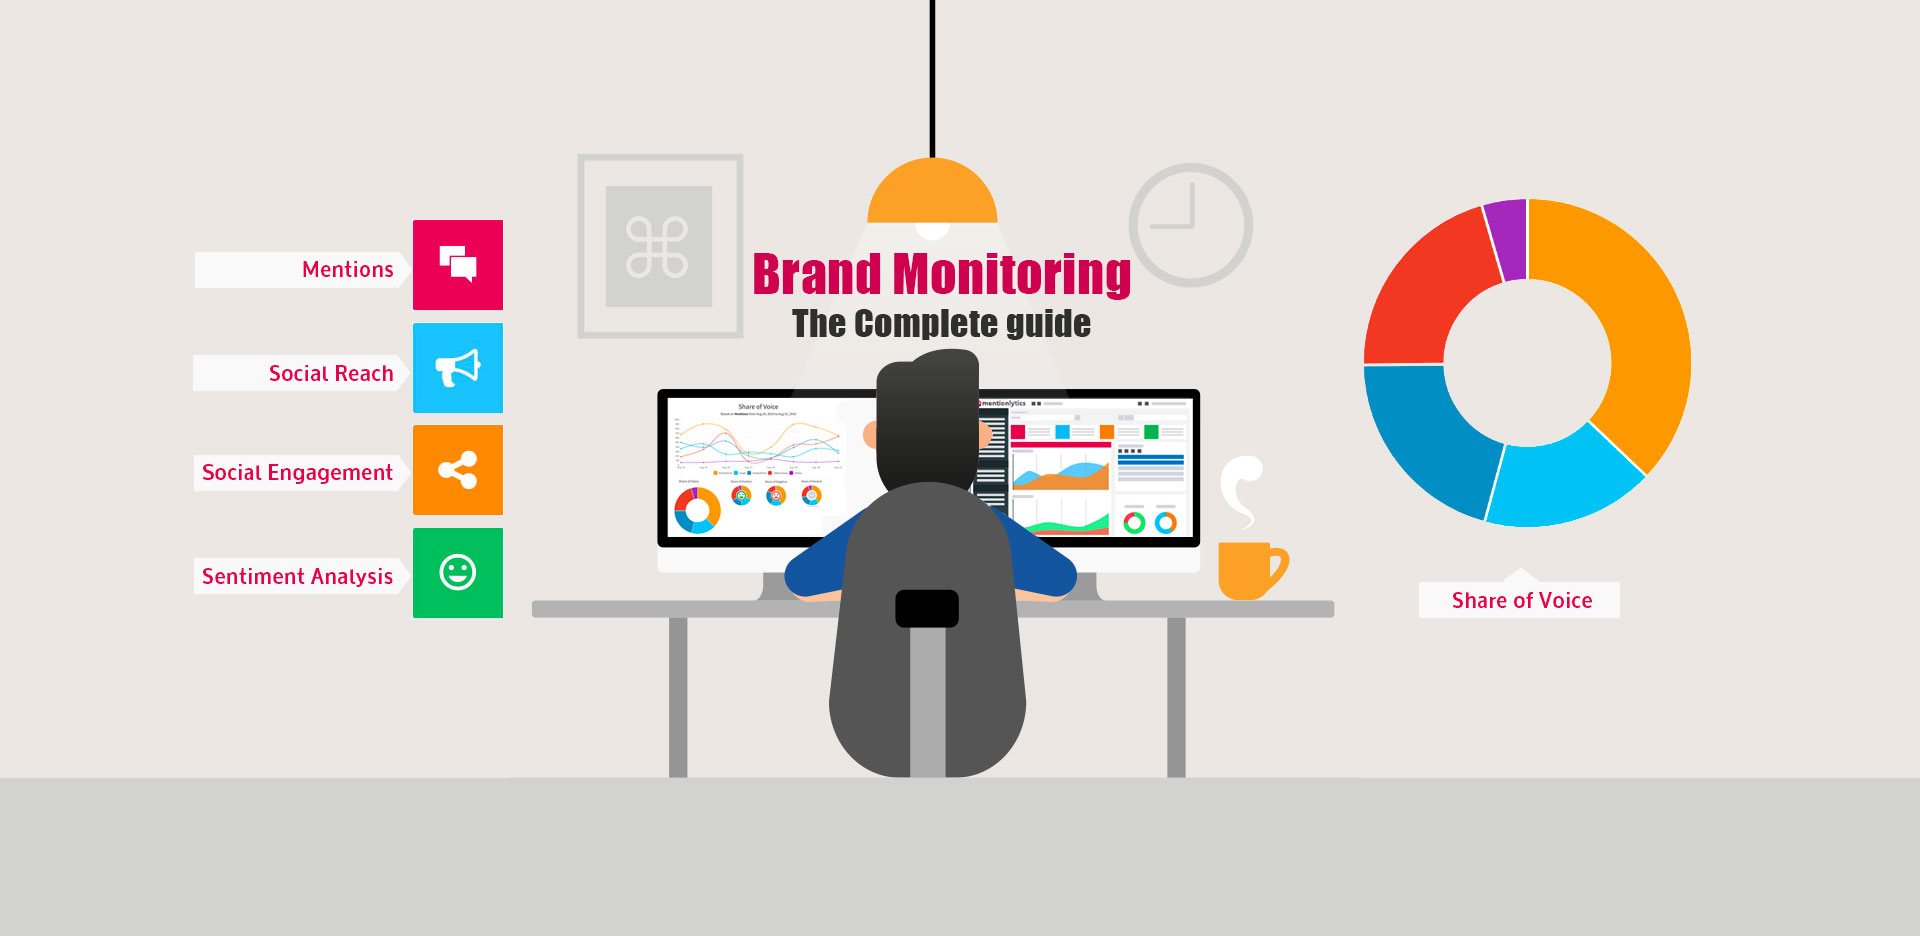 Brand Monitoring
The Complete guide
Mentions
Social Reach
Social Engagement
Sentiment Analysis
Share of Voice
mentionlytics
Share of Voice